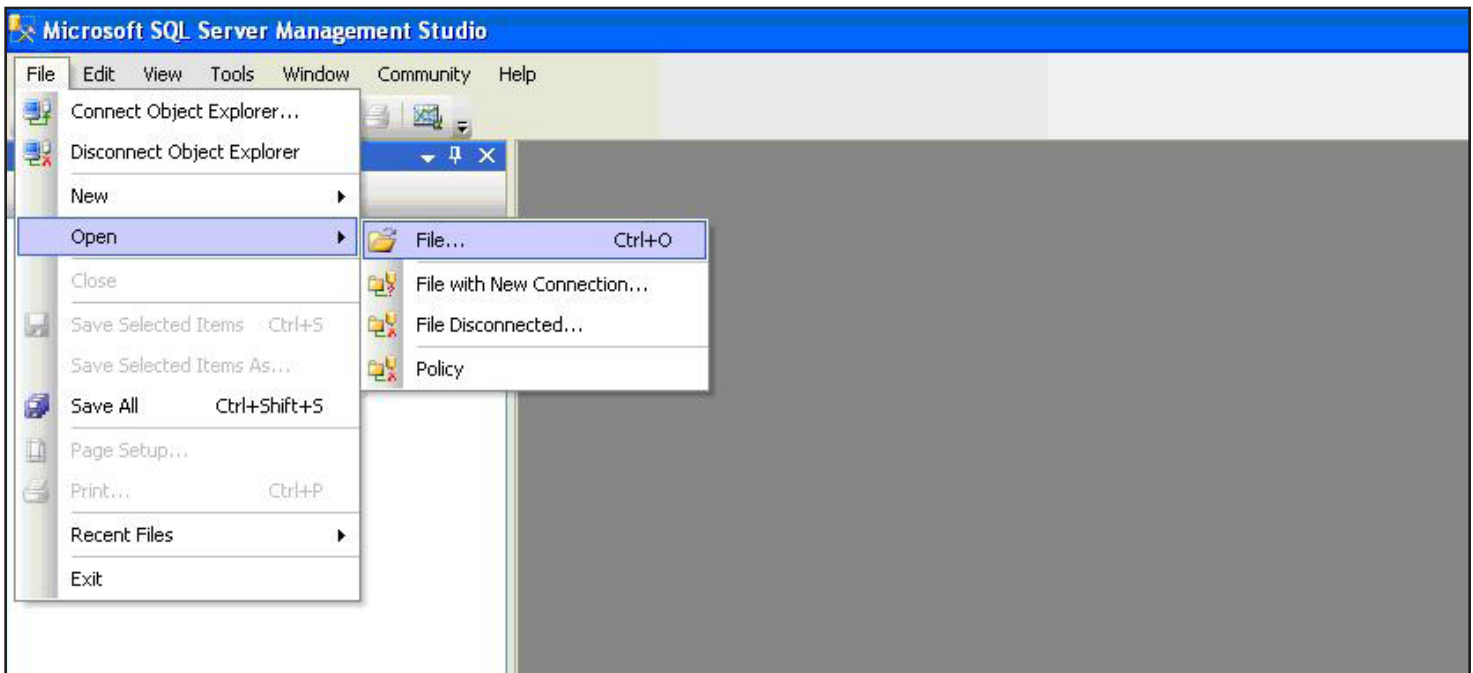 Microsoft SQL Server Management Studio
File Edit View Tools Window Community Help
Connect Object Explorer...
Disconnect Object Explorer
New
Open
File... Ctrl+O
Close
File with New Connection...
Save Selected Items Ctrl+S
File Disconnected...
Save Selected Items As...
Policy
Save All Ctrl+Shift+S
Page Setup...
Print... Ctrl+P
Recent Files
Exit